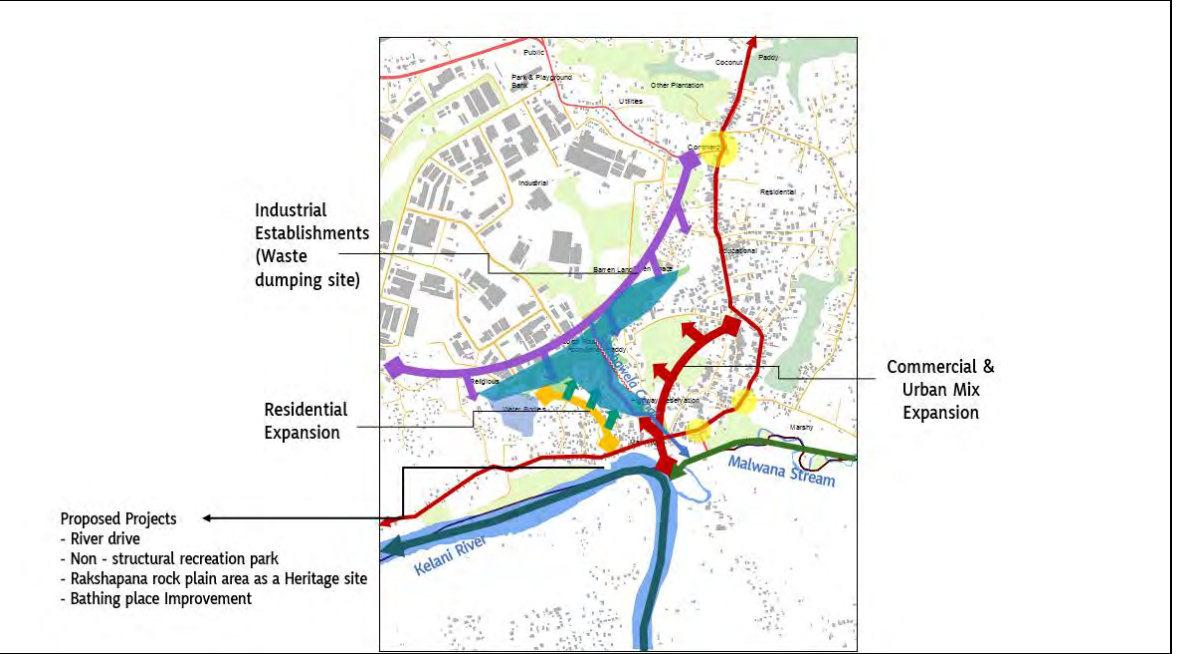 Public
Paddy
Coconut
Park & Playground
Bank
Other Plantation
Utilities
Industrial
Residential
Industrial
Establishments
(Waste
dumping site)
Educational
Barren Land
Religious
Commercial &
Urban Mix
Expansion
Residential
Expansion
Water Bodies
Marshy
Malwana Stream
Kelani River
Proposed Projects
- River drive
- Non - structural recreation park
- Rakshapana rock plain area as a Heritage site
- Bathing place Improvement